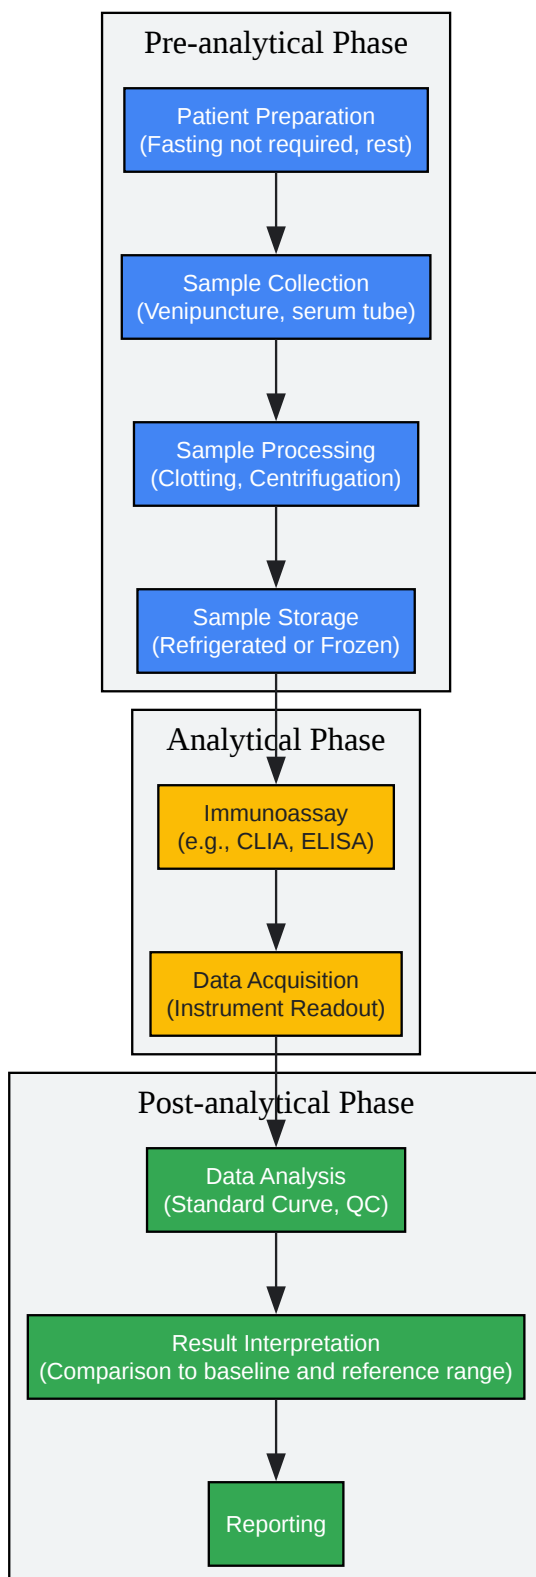 Pre-analytical Phase
Patient Preparation
(Fasting not required, rest)
Sample Collection
(Venipuncture, serum tube)
Sample Processing
(Clotting, Centrifugation)
Sample Storage
(Refrigerated or Frozen)
Analytical Phase
Immunoassay
(e.g., CLIA, ELISA)
Data Acquisition
(Instrument Readout)
Post-analytical Phase
Data Analysis
(Standard Curve, QC)
Result Interpretation
(Comparison to baseline and reference range)
Reporting